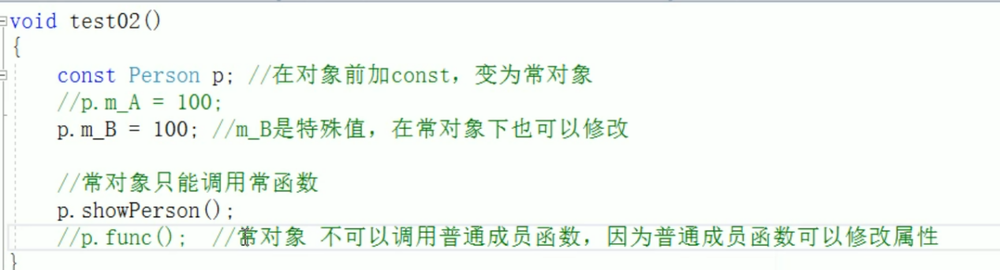 void test02()
{
const Person p; //在对象前加const，变为常对象
//p.m_A = 100;
p.m_B = 100; //m_B是特殊值，在常对象下也可以修改
//常对象只能调用常函数
p.showPerson();
//p.func(); //常对象 不可以调用普通成员函数，因为普通成员函数可以修改属性
}